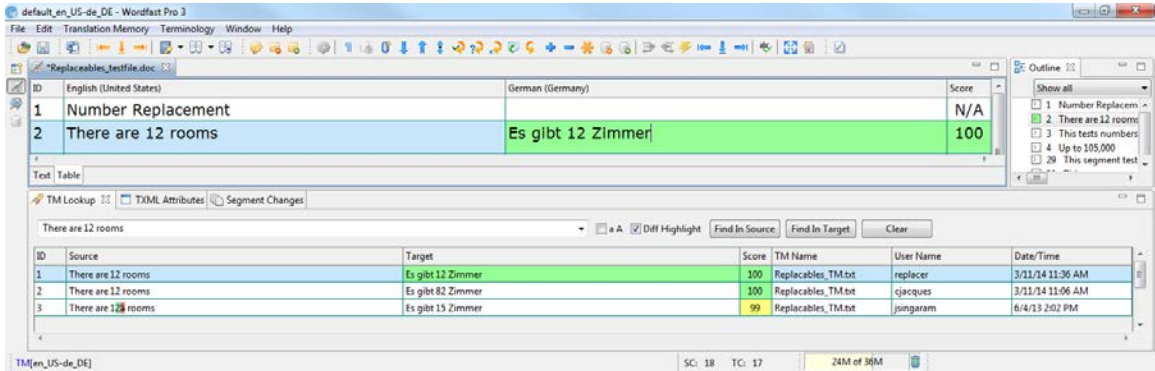 default_en_US-de_DE - Wordfast Pro 3
File Edit Translation Memory Terminology Window Help
*Replaceables_testfile.doc
Outline
ID English (United States) German (Germany) Score
Show all
1 Number Replacement N/A
1 Number Replacem
2 There are 12 rooms Es gibt 12 Zimmer 100
2 There are 12 rooms
3 This tests numbers
4 Up to 105,000
29 This segment test
Text Table
TM Lookup TXML Attributes Segment Changes
There are 12 rooms a A Diff Highlight Find In Source Find In Target Clear
ID Source Target Score TM Name User Name Date/Time
1 There are 12 rooms Es gibt 12 Zimmer 100 Replacables_TM.txt replacer 3/11/14 11:36 AM
2 There are 12 rooms Es gibt 82 Zimmer 100 Replacables_TM.txt cjacques 3/11/14 11:06 AM
3 There are rooms Es gibt 15 Zimmer 99 Replacables_TM.txt jsingaram 6/4/13 2:02 PM
TM[en_US-de_DE] SC: 18 TC: 17 24M of 36M